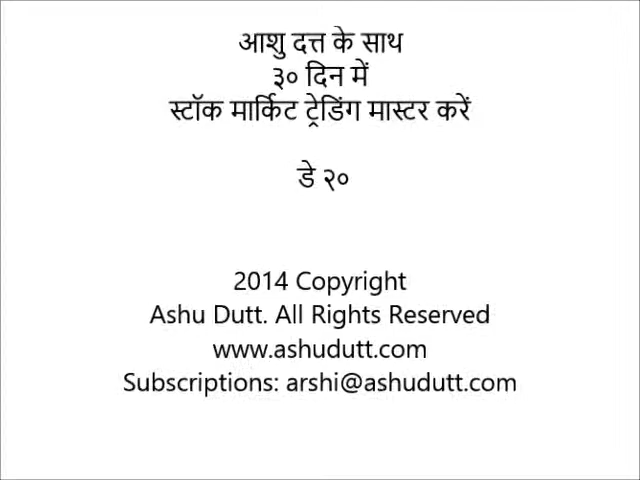 आशु दत्त के साथ
३० दिन में
स्टॉक मार्किट ट्रेडिंग मास्टर करें
डे २०
2014 Copyright
Ashu Dutt. All Rights Reserved
www.ashudutt.com
Subscriptions: arshi@ashudutt.com